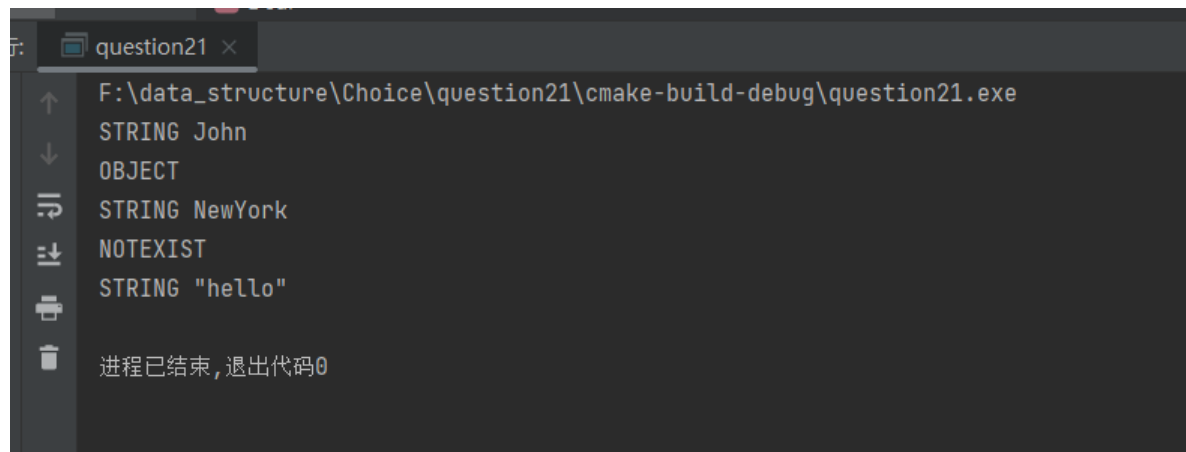 行: question21
F:\data_structure\Choice\question21\cmake-build-debug\question21.exe
STRING John
OBJECT
STRING NewYork
NOTEXIST
STRING "hello"
进程已结束,退出代码0